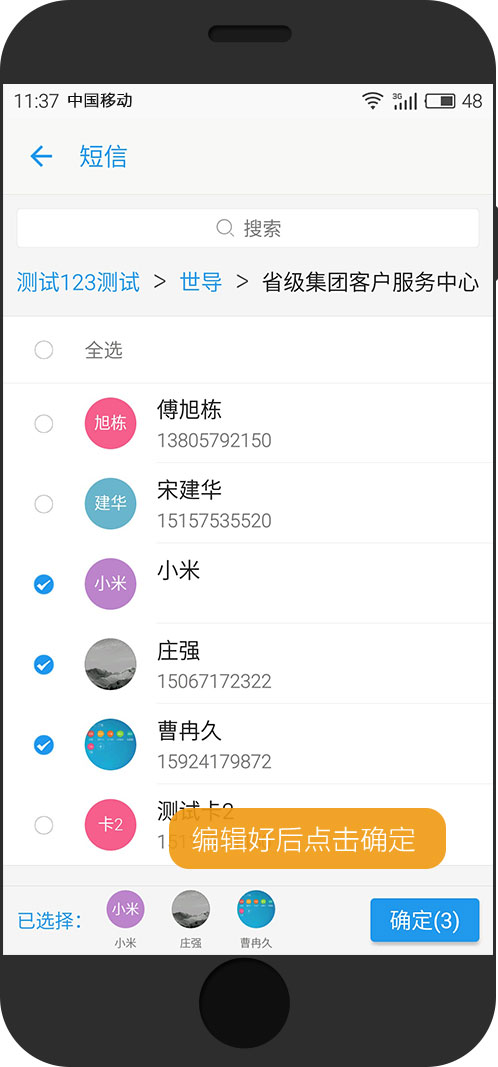 11:37 中国移动 3G 48
短信
搜索
测试123测试 > 世导 > 省级集团客户服务中心
全选
旭栋
傅旭栋
13805792150
建华
宋建华
15157535520
小米
小米
庄强
15067172322
曹冉久
15924179872
卡2
测试卡2
编辑好后点击确定
已选择：
小米
小米
庄强
曹冉久
确定(3)